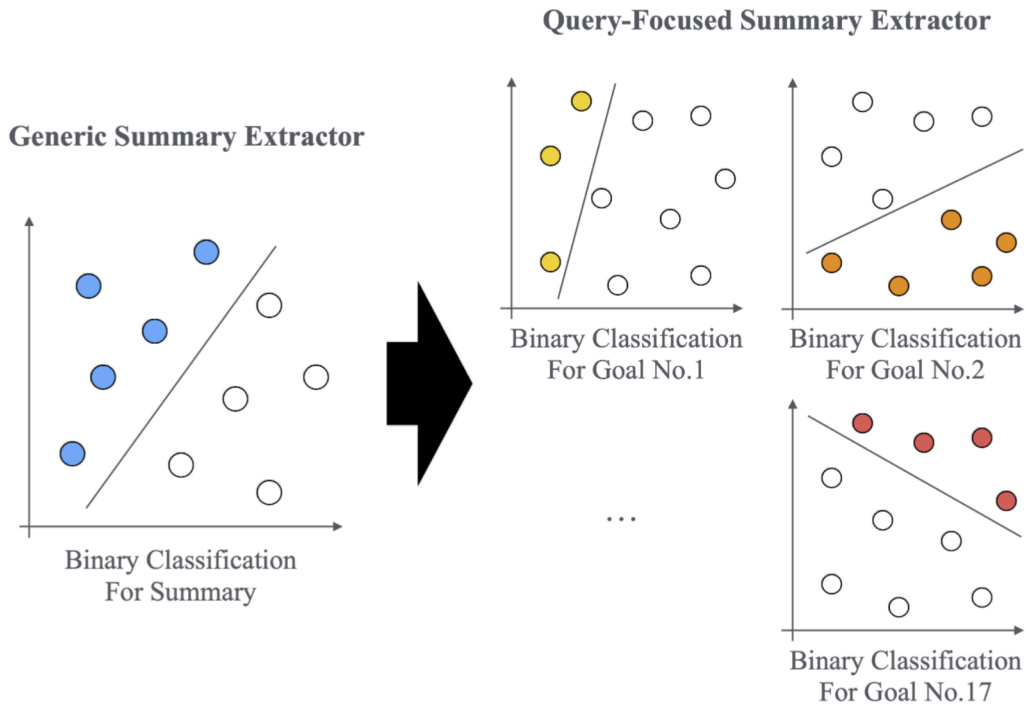 Query-Focused Summary Extractor
Generic Summary Extractor
Binary Classification
For Summary
Binary Classification
For Goal No.1
Binary Classification
For Goal No.2
...
Binary Classification
For Goal No.17